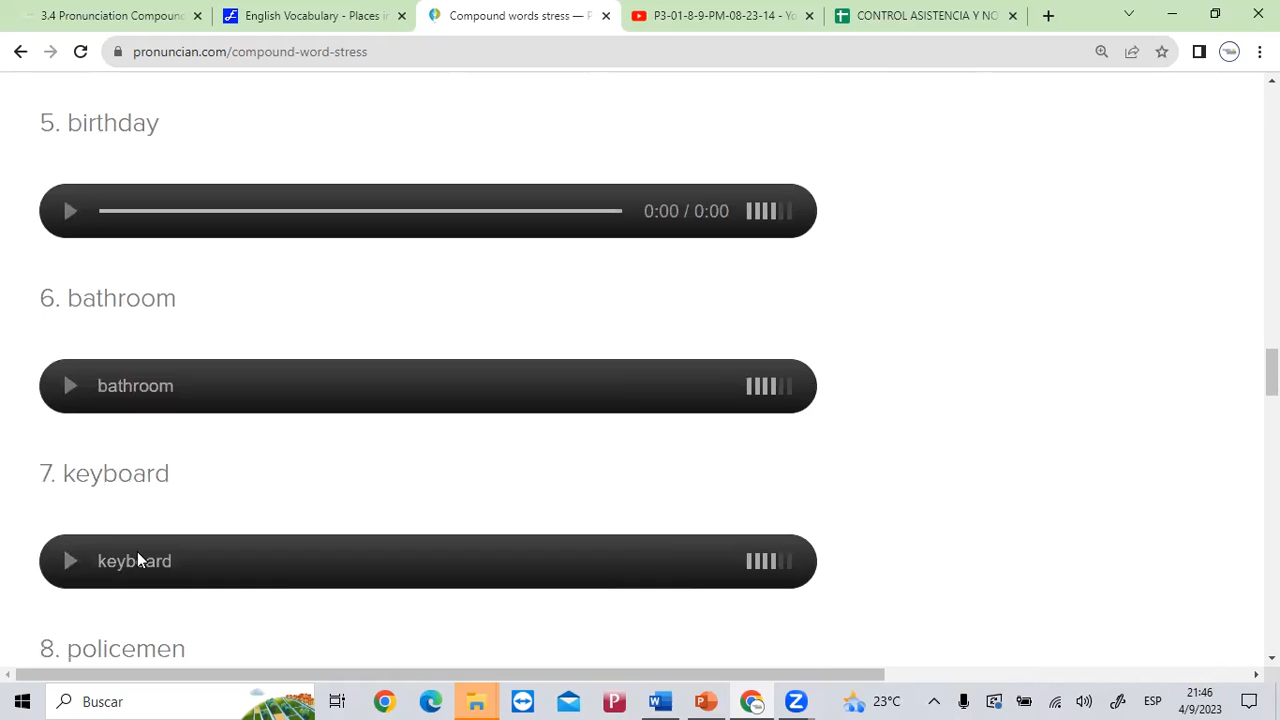 3.4 Pronunciation Compoun
English Vocabulary - Places in
Compound words stress — P
P3-01-8-9-PM-08-23-14 - Yo
CONTROL ASISTENCIA Y NO
pronuncian.com/compound-word-stress
5. birthday
0:00 / 0:00
6. bathroom
bathroom
7. keyboard
keyboard
8. policemen
Buscar
23°C
ESP
21:46
4/9/2023